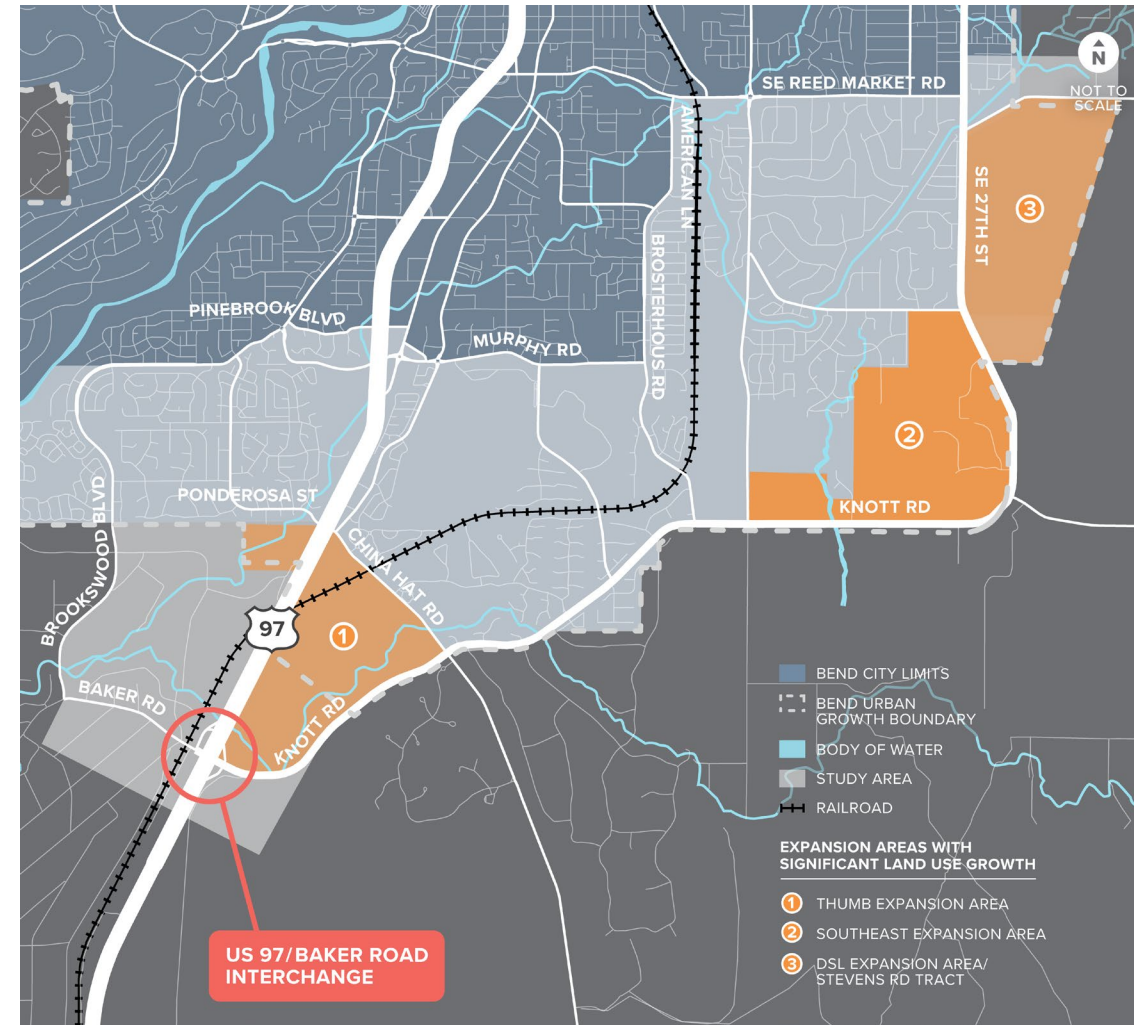 N
NOT TO
SCALE
SE REED MARKET RD
AMERICAN LN
SE 27TH ST
3
BROSTERHOUS RD
PINEBROOK BLVD
MURPHY RD
2
PONDEROSA ST
KNOTT RD
BROOKSWOOD BLVD
CHINA HAT RD
97
1
BAKER RD
KNOTT RD
US 97/BAKER ROAD
INTERCHANGE
BEND CITY LIMITS
BEND URBAN
GROWTH BOUNDARY
BODY OF WATER
STUDY AREA
RAILROAD
EXPANSION AREAS WITH
SIGNIFICANT LAND USE GROWTH
1 THUMB EXPANSION AREA
2 SOUTHEAST EXPANSION AREA
3 DSL EXPANSION AREA/
STEVENS RD TRACT